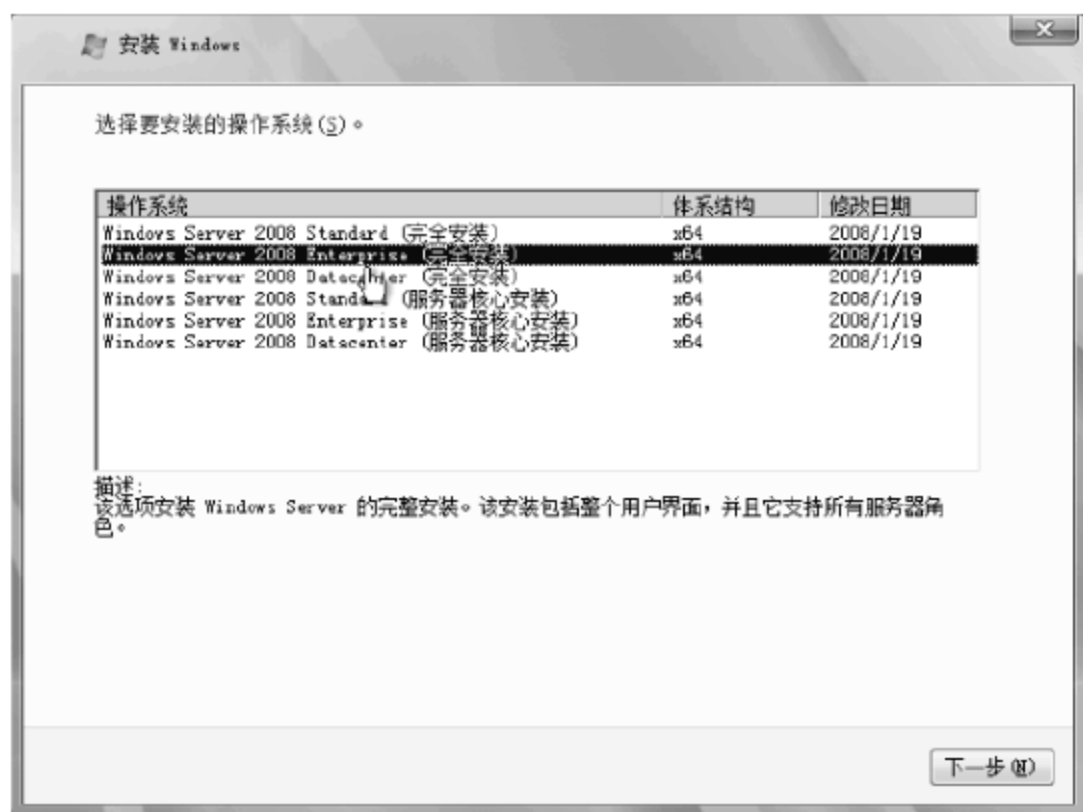 安装 Windows
选择要安装的操作系统(S)。
操作系统 体系结构 修改日期
Windows Server 2008 Standard (完全安装) x64 2008/1/19
Windows Server 2008 Enterprise (完全安装) x64 2008/1/19
Windows Server 2008 Datacenter (完全安装) x64 2008/1/19
Windows Server 2008 Standard (服务器核心安装) x64 2008/1/19
Windows Server 2008 Enterprise (服务器核心安装) x64 2008/1/19
Windows Server 2008 Datacenter (服务器核心安装) x64 2008/1/19
描述:
该选项安装 Windows Server 的完整安装。该安装包括整个用户界面，并且它支持所有服务器角
色。
下一步(N)